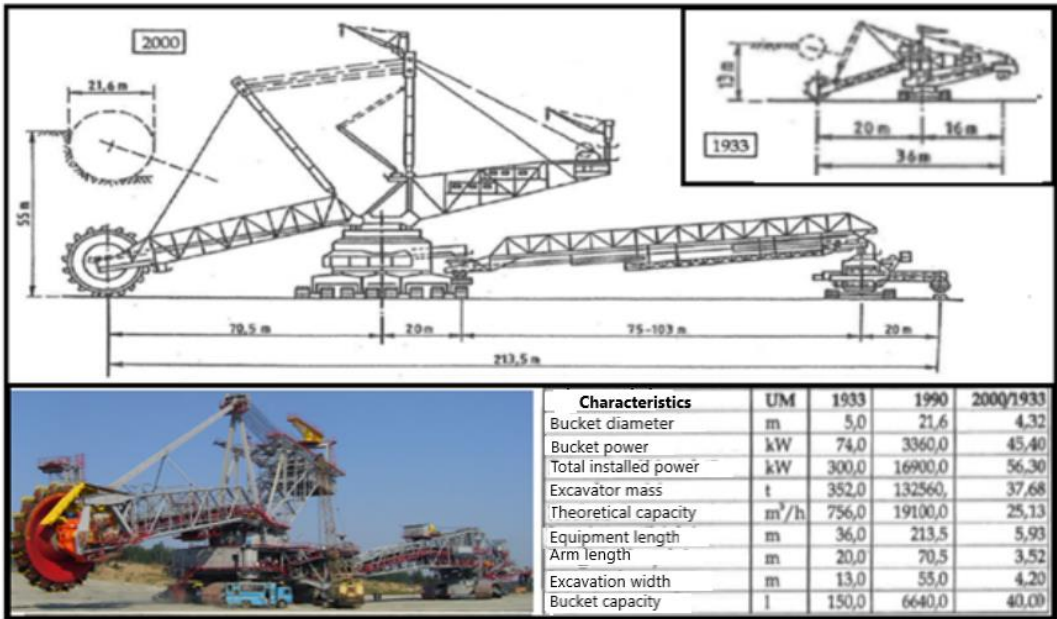 2000
21,6 m
55 m
70,5 m
20 m
75-103 m
20 m
213,5 m
13 m
20 m
16 m
36 m
1933
Characteristics UM 1933 1990 2000/1933
Bucket diameter m 5,0 21,6 4,32
Bucket power kW 74,0 3360,0 45,40
Total installed power kW 300,0 16900,0 56,30
Excavator mass t 352,0 132560, 37,68
Theoretical capacity m³/h 756,0 19100,0 25,13
Equipment length m 36,0 213,5 5,93
Arm length m 20,0 70,5 3,52
Excavation width m 13,0 55,0 4,20
Bucket capacity l 150,0 6640,0 40,00